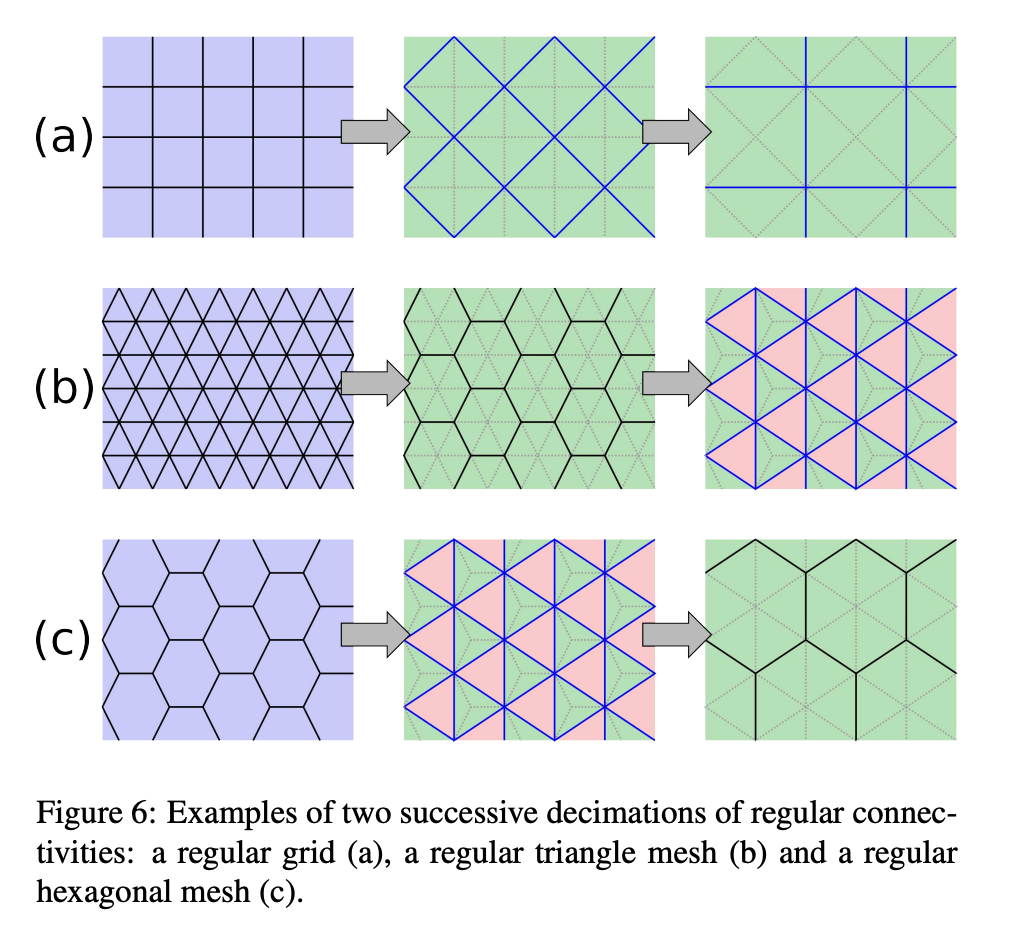 (a)
(b)
(c)
Figure 6: Examples of two successive decimations of regular connec-
tivities: a regular grid (a), a regular triangle mesh (b) and a regular
hexagonal mesh (c).